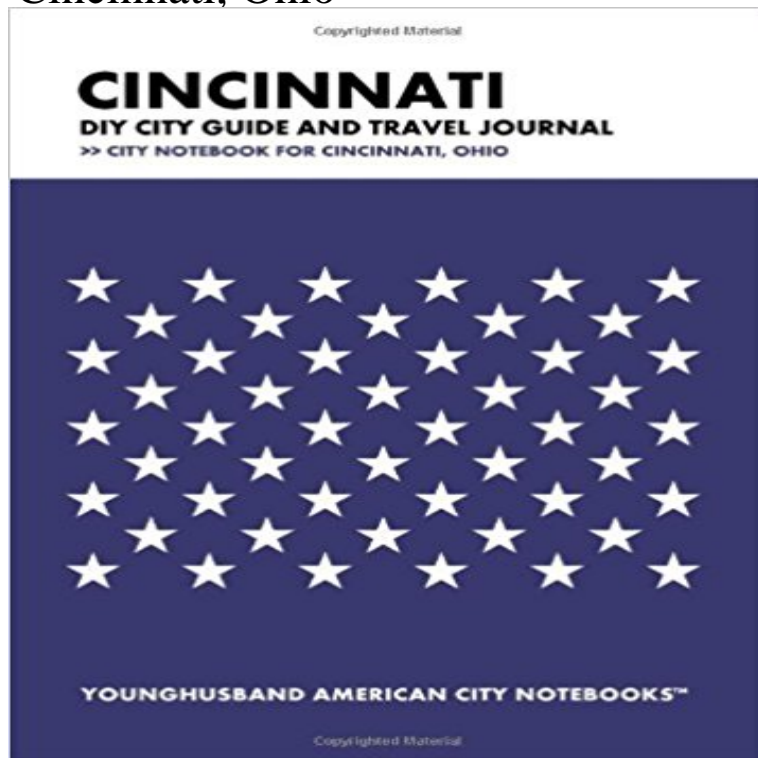 Cincinnati, Ohio
Copyrighted Material
CINCINNATI
DIY CITY GUIDE AND TRAVEL JOURNAL
>> CITY NOTEBOOK FOR CINCINNATI, OHIO
YOUNGHUSBAND AMERICAN CITY NOTEBOOKS™
Copyrighted Material